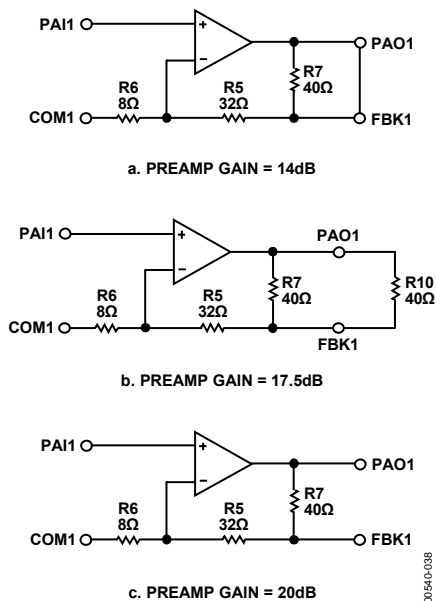 PAI1
+
PAO1
R7
40Ω
R6
8Ω
R5
32Ω
–
COM1
FBK1
a. PREAMP GAIN = 14dB
PAI1
+
PAO1
R7
40Ω
R10
40Ω
R6
8Ω
R5
32Ω
–
COM1
FBK1
b. PREAMP GAIN = 17.5dB
PAI1
+
PAO1
R7
40Ω
R6
8Ω
R5
32Ω
–
COM1
FBK1
c. PREAMP GAIN = 20dB
00540-038